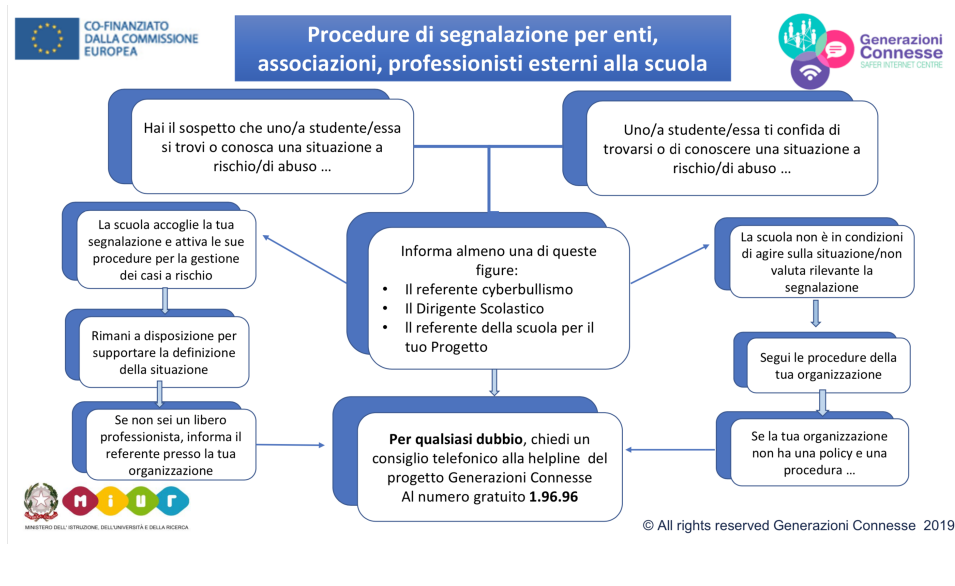 CO-FINANZIATO
DALLA COMMISSIONE
EUROPEA
Procedure di segnalazione per enti,
associazioni, professionisti esterni alla scuola
Generazioni
Connesse
SAFER INTERNET CENTRE
Hai il sospetto che uno/a studente/essa
si trovi o conosca una situazione a
rischio/di abuso ...
Uno/a studente/essa ti confida di
trovarsi o di conoscere una situazione a
rischio/di abuso ...
La scuola accoglie la tua
segnalazione e attiva le sue
procedure per la gestione
dei casi a rischio
Informa almeno una di queste
figure:
• Il referente cyberbullismo
• Il Dirigente Scolastico
• Il referente della scuola per il
tuo Progetto
La scuola non è in condizioni
di agire sulla situazione/non
valuta rilevante la
segnalazione
Rimani a disposizione per
supportare la definizione
della situazione
Segui le procedure della
tua organizzazione
Se non sei un libero
professionista, informa il
referente presso la tua
organizzazione
Per qualsiasi dubbio, chiedi un
consiglio telefonico alla helpline del
progetto Generazioni Connesse
Al numero gratuito 1.96.96
Se la tua organizzazione
non ha una policy e una
procedura ...
miur
MINISTERO DELL' ISTRUZIONE, DELL'UNIVERSITÀ E DELLA RICERCA
© All rights reserved Generazioni Connesse 2019